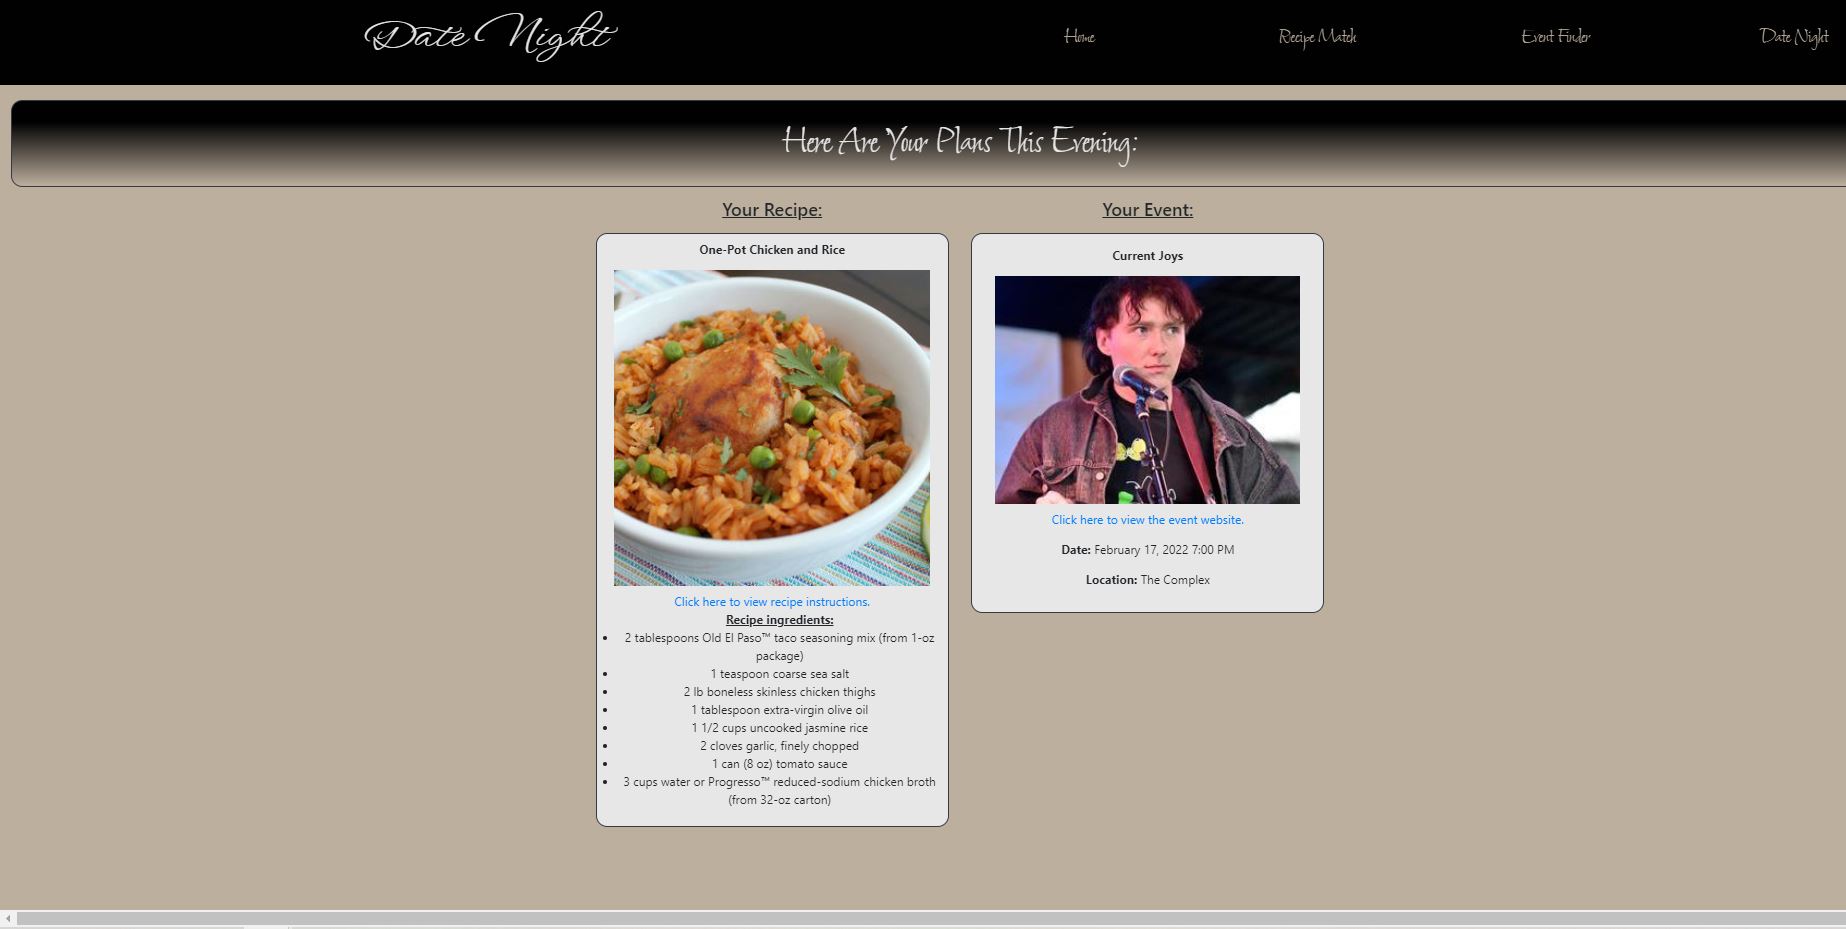 Date Night
Home
Recipe Match
Event Finder
Date Night
Here Are Your Plans This Evening:
Your Recipe:
One-Pot Chicken and Rice
Click here to view recipe instructions.
Recipe ingredients:
2 tablespoons Old El Paso™ taco seasoning mix (from 1-oz
package)
1 teaspoon coarse sea salt
2 lb boneless skinless chicken thighs
1 tablespoon extra-virgin olive oil
1 1/2 cups uncooked jasmine rice
2 cloves garlic, finely chopped
1 can (8 oz) tomato sauce
3 cups water or Progresso™ reduced-sodium chicken broth
(from 32-oz carton)
Your Event:
Current Joys
Click here to view the event website.
Date: February 17, 2022 7:00 PM
Location: The Complex